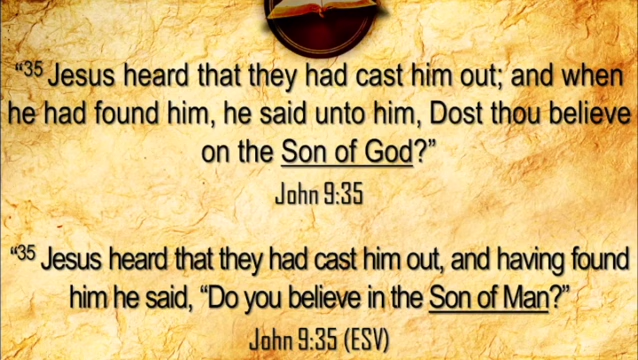 “35 Jesus heard that they had cast him out; and when
he had found him, he said unto him, Dost thou believe
on the Son of God?”
John 9:35
“35 Jesus heard that they had cast him out, and having found
him he said, “Do you believe in the Son of Man?”
John 9:35 (ESV)